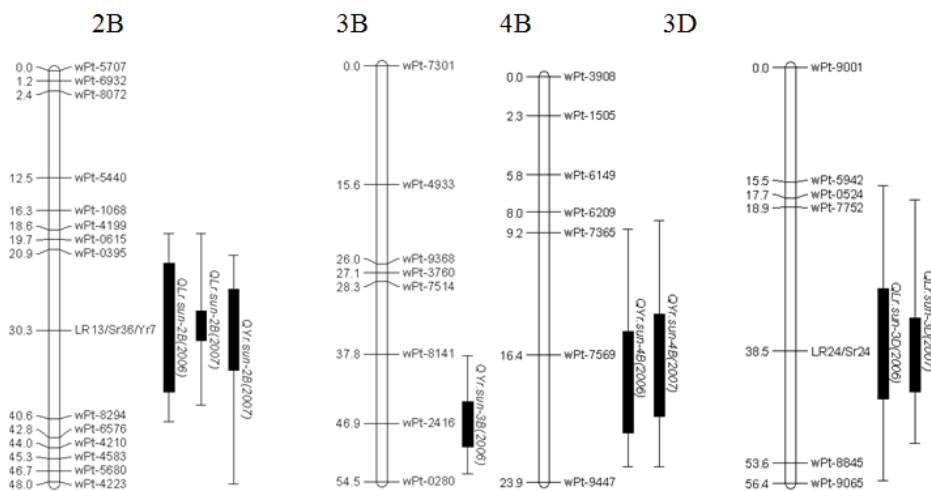 2B 3B 4B 3D
0.0 wPt-5707
1.2 wPt-6932
2.4 wPt-8072
12.5 wPt-5440
16.3 wPt-1068
18.6 wPt-4199
19.7 wPt-0615
20.9 wPt-0395
30.3 LR13/Sr36/Yr7
40.6 wPt-8294
42.8 wPt-6576
44.0 wPt-4210
45.3 wPt-4583
46.7 wPt-5680
48.0 wPt-4223
QLr.sun-2B(2006)
QLr.sun-2B(2007)
QYr.sun-2B(2007)
0.0 wPt-7301
15.6 wPt-4933
26.0 wPt-9368
27.1 wPt-3760
28.3 wPt-7514
37.8 wPt-8141
46.9 wPt-2416
54.5 wPt-0280
QYr.sun-3B(2006)
0.0 wPt-3908
2.3 wPt-1505
5.8 wPt-6149
8.0 wPt-6209
9.2 wPt-7365
16.4 wPt-7569
23.9 wPt-9447
QYr.sun-4B(2006)
QYr.sun-4B(2007)
0.0 wPt-9001
15.5 wPt-5942
17.7 wPt-0524
18.9 wPt-7752
38.5 LR24/Sr24
53.6 wPt-8845
56.4 wPt-9065
QLr.sun-3D(2006)
QLr.sun-3D(2007)